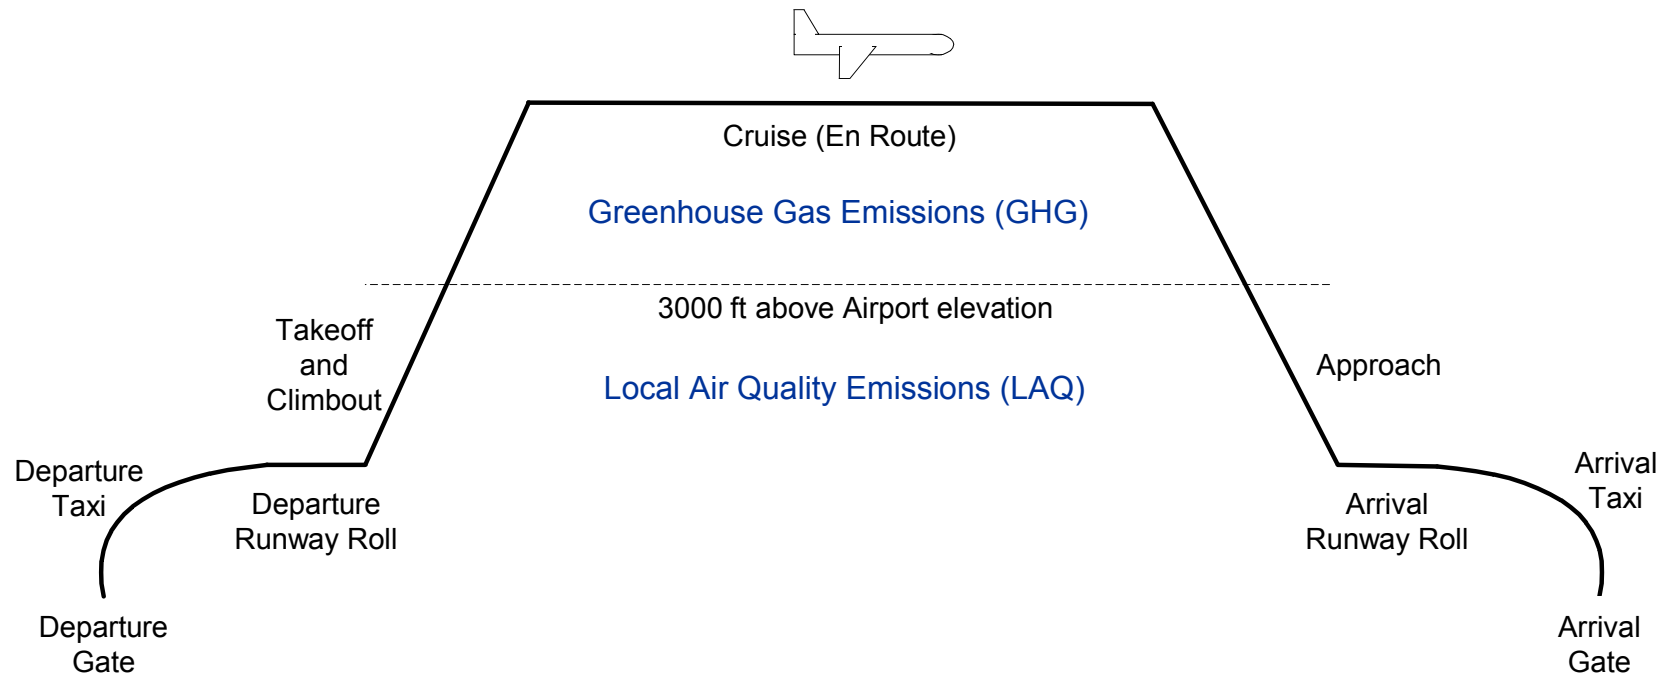 Cruise (En Route)
Greenhouse Gas Emissions (GHG)
3000 ft above Airport elevation
Takeoff
and
Climbout
Local Air Quality Emissions (LAQ)
Approach
Departure
Taxi
Departure
Runway Roll
Arrival
Runway Roll
Arrival
Taxi
Departure
Gate
Arrival
Gate